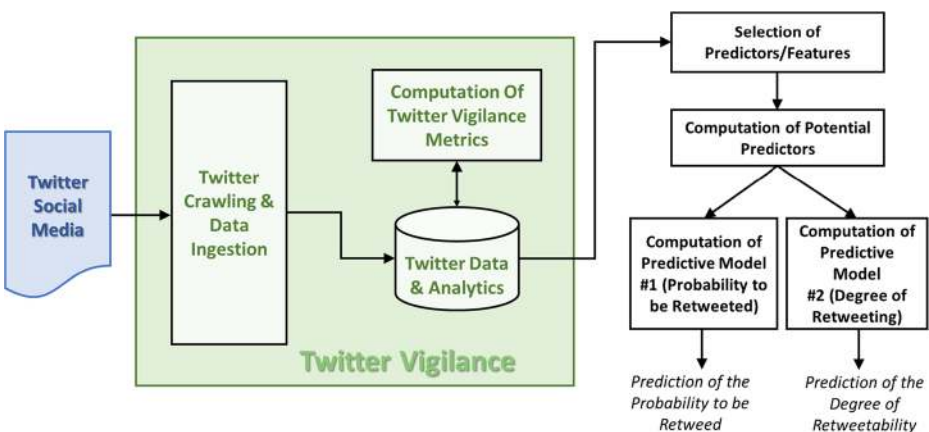 Twitter
Social
Media
Twitter
Crawling &
Data
Ingestion
Computation Of
Twitter Vigilance
Metrics
Twitter Data
& Analytics
Twitter Vigilance
Selection of
Predictors/Features
Computation of Potential
Predictors
Computation of
Predictive Model
#1 (Probability to
be Retweeted)
Computation of
Predictive
Model
#2 (Degree of
Retweeting)
Prediction of the
Probability to be
Retweed
Prediction of the
Degree of
Retweetability